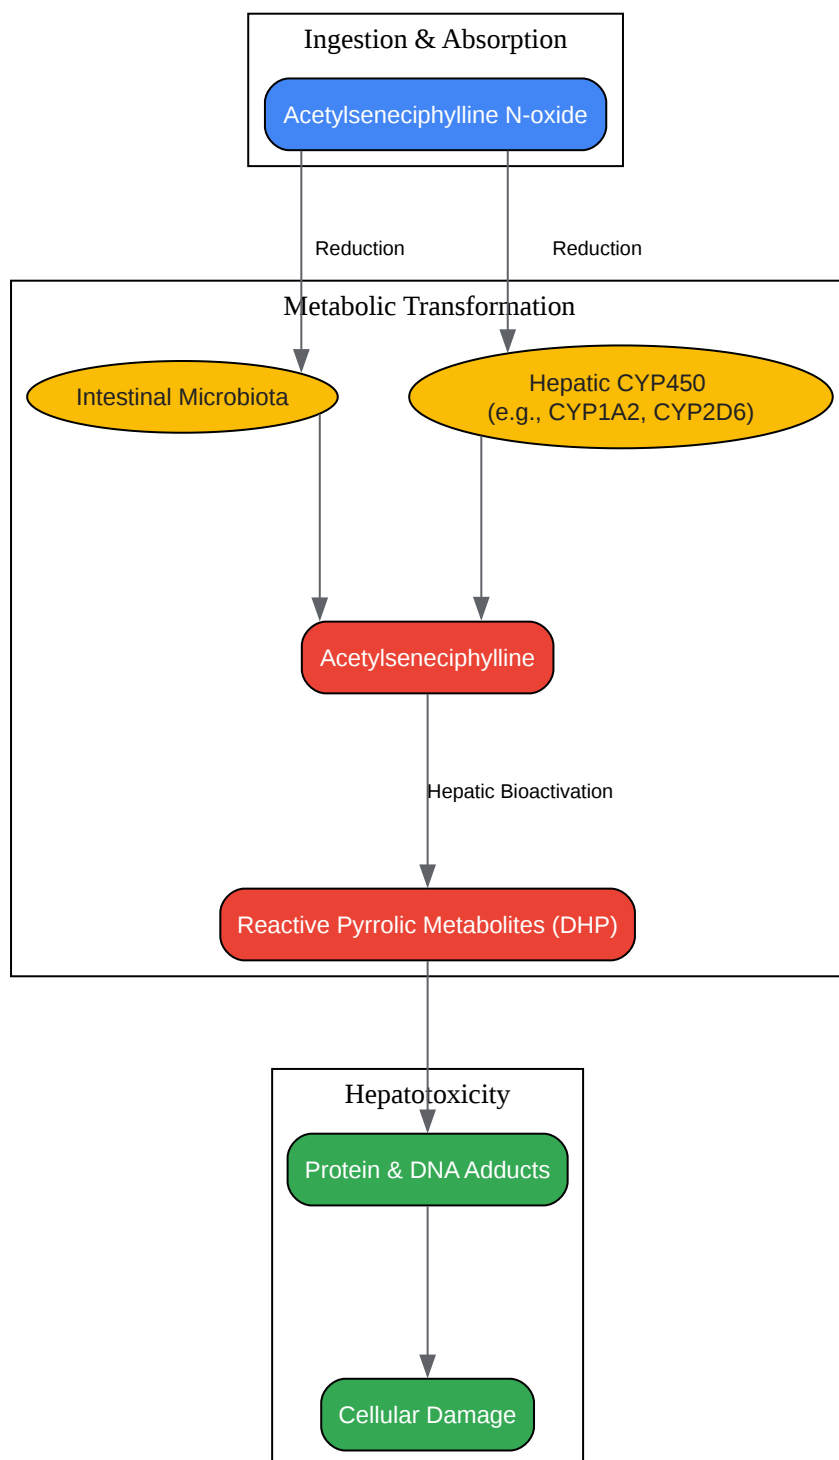 Ingestion & Absorption
Acetylseneciphylline N-oxide
Reduction
Reduction
Metabolic Transformation
Intestinal Microbiota
Hepatic CYP450
(e.g., CYP1A2, CYP2D6)
Acetylseneciphylline
Hepatic Bioactivation
Reactive Pyrrolic Metabolites (DHP)
Hepatotoxicity
Protein & DNA Adducts
Cellular Damage